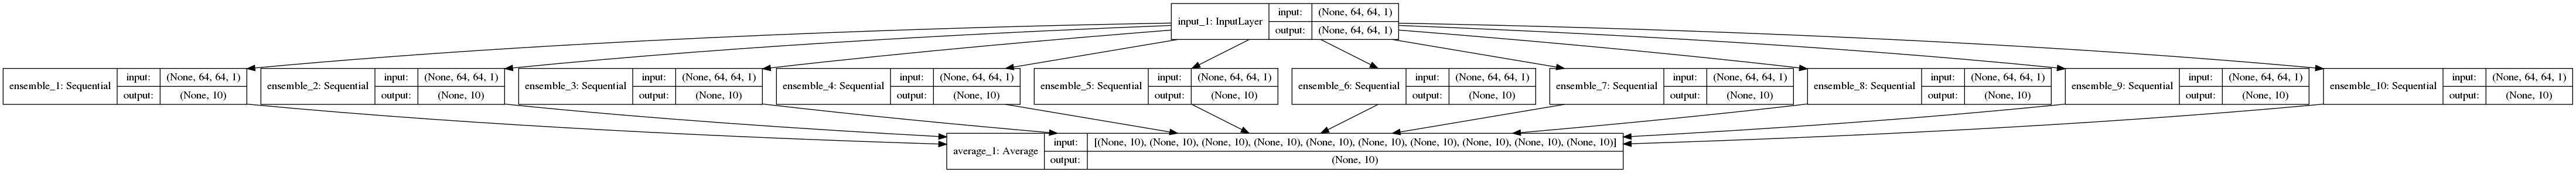 input_1: InputLayer
input: (None, 64, 64, 1)
output: (None, 64, 64, 1)
ensemble_1: Sequential
input: (None, 64, 64, 1)
output: (None, 10)
ensemble_2: Sequential
input: (None, 64, 64, 1)
output: (None, 10)
ensemble_3: Sequential
input: (None, 64, 64, 1)
output: (None, 10)
ensemble_4: Sequential
input: (None, 64, 64, 1)
output: (None, 10)
ensemble_5: Sequential
input: (None, 64, 64, 1)
output: (None, 10)
ensemble_6: Sequential
input: (None, 64, 64, 1)
output: (None, 10)
ensemble_7: Sequential
input: (None, 64, 64, 1)
output: (None, 10)
ensemble_8: Sequential
input: (None, 64, 64, 1)
output: (None, 10)
ensemble_9: Sequential
input: (None, 64, 64, 1)
output: (None, 10)
ensemble_10: Sequential
input: (None, 64, 64, 1)
output: (None, 10)
average_1: Average
input: [(None, 10), (None, 10), (None, 10), (None, 10), (None, 10), (None, 10), (None, 10), (None, 10), (None, 10), (None, 10)]
output: (None, 10)